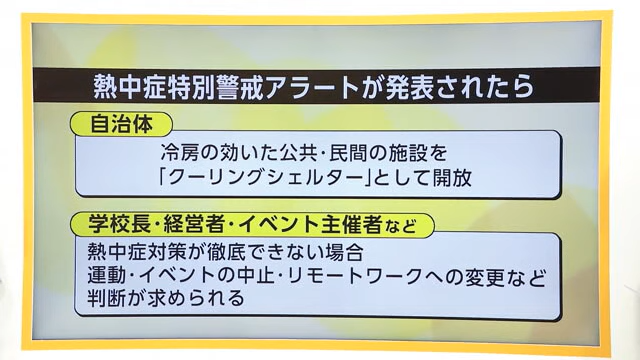 熱中症特別警戒アラートが発表されたら
自治体
冷房の効いた公共・民間の施設を
「クーリングシェルター」として開放
学校長・経営者・イベント主催者など
熱中症対策が徹底できない場合
運動・イベントの中止・リモートワークへの変更など
判断が求められる